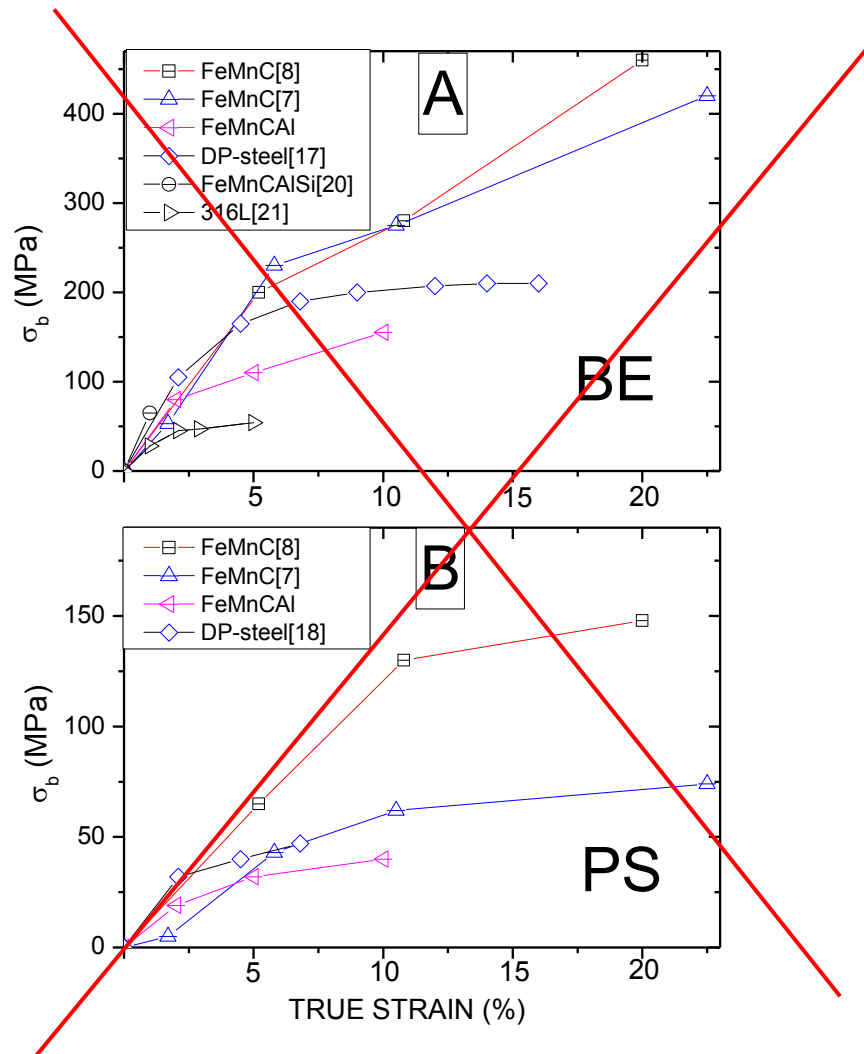 A
FeMnC[8]
FeMnC[7]
FeMnCAl
DP-steel[17]
FeMnCAlSi[20]
316L[21]
400
300
200
100
0
σb (MPa)
BE
5 10 15 20
B
FeMnC[8]
FeMnC[7]
FeMnCAl
DP-steel[18]
150
100
50
0
σb (MPa)
PS
5 10 15 20
TRUE STRAIN (%)